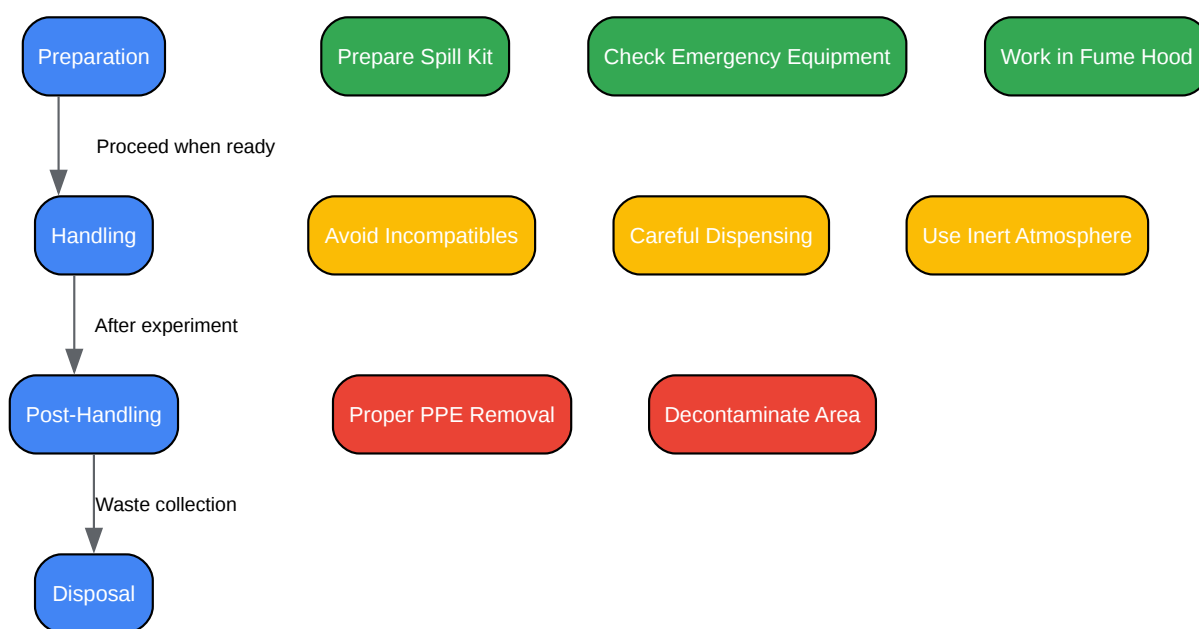 Preparation
Prepare Spill Kit
Check Emergency Equipment
Work in Fume Hood
Proceed when ready
Handling
Avoid Incompatibles
Careful Dispensing
Use Inert Atmosphere
After experiment
Post-Handling
Proper PPE Removal
Decontaminate Area
Waste collection
Disposal